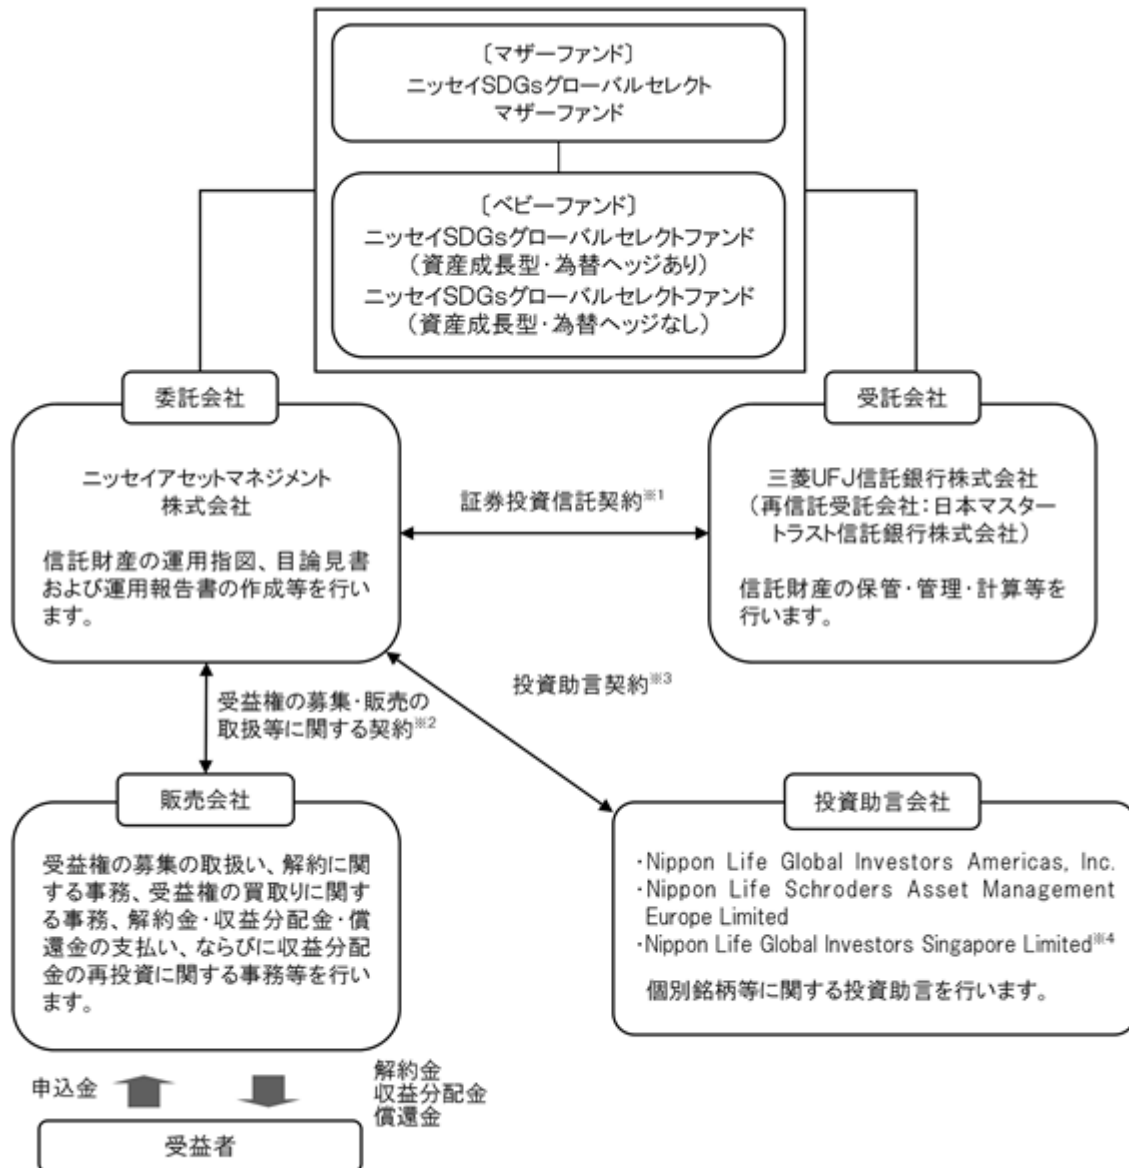 〔マザーファンド〕
ニッセイSDGsグローバルセレクト
マザーファンド
〔ベビーファンド〕
ニッセイSDGsグローバルセレクトファンド
（資産成長型・為替ヘッジあり）
ニッセイSDGsグローバルセレクトファンド
（資産成長型・為替ヘッジなし）
委託会社
ニッセイアセットマネジメント
株式会社
信託財産の運用指図、目論見書
および運用報告書の作成等を行い
ます。
証券投資信託契約※1
受託会社
三菱UFJ信託銀行株式会社
（再信託受託会社：日本マスター
トラスト信託銀行株式会社）
信託財産の保管・管理・計算等を
行います。
受益権の募集・販売の
取扱等に関する契約※2
投資助言契約※3
販売会社
受益権の募集の取扱い、解約に関
する事務、受益権の買取りに関す
る事務、解約金・収益分配金・償
還金の支払い、ならびに収益分配
金の再投資に関する事務等を行い
ます。
投資助言会社
・Nippon Life Global Investors Americas, Inc.
・Nippon Life Schroders Asset Management
Europe Limited
・Nippon Life Global Investors Singapore Limited※4
個別銘柄等に関する投資助言を行います。
申込金
解約金
収益分配金
償還金
受益者